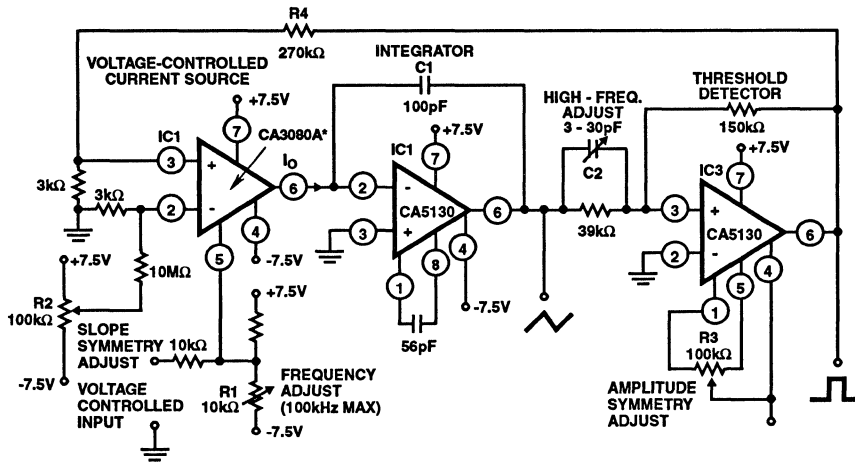 R4
270kΩ
VOLTAGE-CONTROLLED
CURRENT SOURCE
INTEGRATOR
C1
100pF
HIGH - FREQ.
ADJUST
3 - 30pF
C2
THRESHOLD
DETECTOR
150kΩ
+7.5V
IC1
CA3080A*
7
3
+
IO
6
3kΩ
3kΩ
2
-
4
-7.5V
5
10MΩ
+7.5V
R2
100kΩ
-7.5V
SLOPE
SYMMETRY
ADJUST
10kΩ
VOLTAGE
CONTROLLED
INPUT
+7.5V
R1
10kΩ
FREQUENCY
ADJUST
(100kHz MAX)
-7.5V
IC1
+7.5V
7
2
-
CA5130
6
3
+
4
8
1
-7.5V
56pF
39kΩ
IC3
+7.5V
7
3
+
CA5130
6
2
-
4
5
1
R3
100kΩ
AMPLITUDE
SYMMETRY
ADJUST